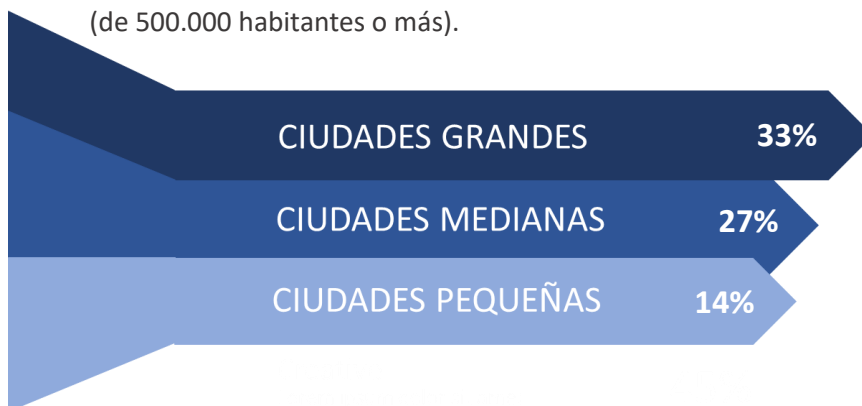 (de 500.000 habitantes o más).
CIUDADES GRANDES 33%
CIUDADES MEDIANAS 27%
CIUDADES PEQUEÑAS 14%